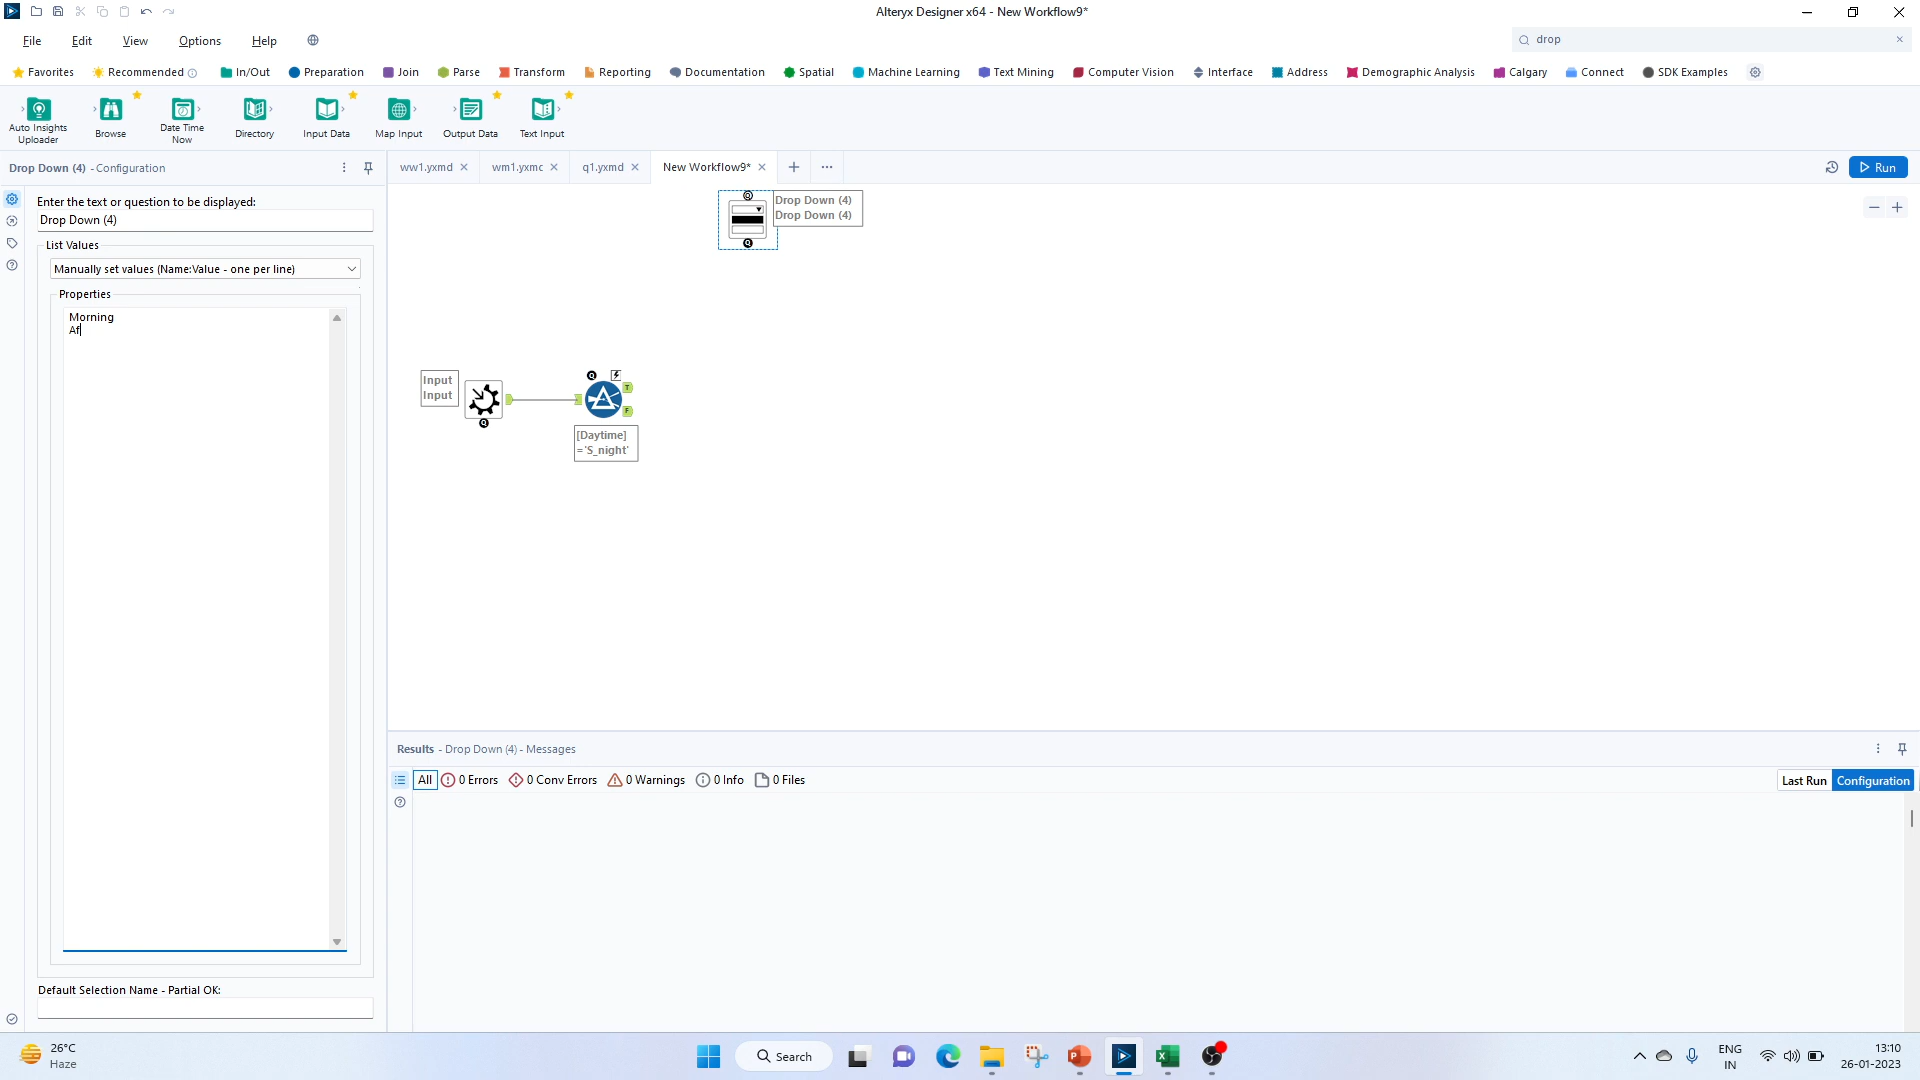 Alteryx Designer x64 - New Workflow9*
File Edit View Options Help
drop
Favorites Recommended In/Out Preparation Join Parse Transform Reporting Documentation Spatial Machine Learning Text Mining Computer Vision Interface Address Demographic Analysis Calgary Connect SDK Examples
Auto Insights
Uploader
Browse
Date Time
Now
Directory
Input Data
Map Input
Output Data
Text Input
Drop Down (4) - Configuration
ww1.yxmd wm1.yxmc q1.yxmd New Workflow9*
Run
Enter the text or question to be displayed:
Drop Down (4)
List Values
Manually set values (Name:Value - one per line)
Properties
Morning
Af
Default Selection Name - Partial OK:
Drop Down (4)
Drop Down (4)
Q
Q
Input
Input
Q
Q
T
F
[Daytime]
='S_night'
Results - Drop Down (4) - Messages
All 0 Errors 0 Conv Errors 0 Warnings 0 Info 0 Files
Last Run Configuration
26°C
Haze
Search
ENG
IN
13:10
26-01-2023